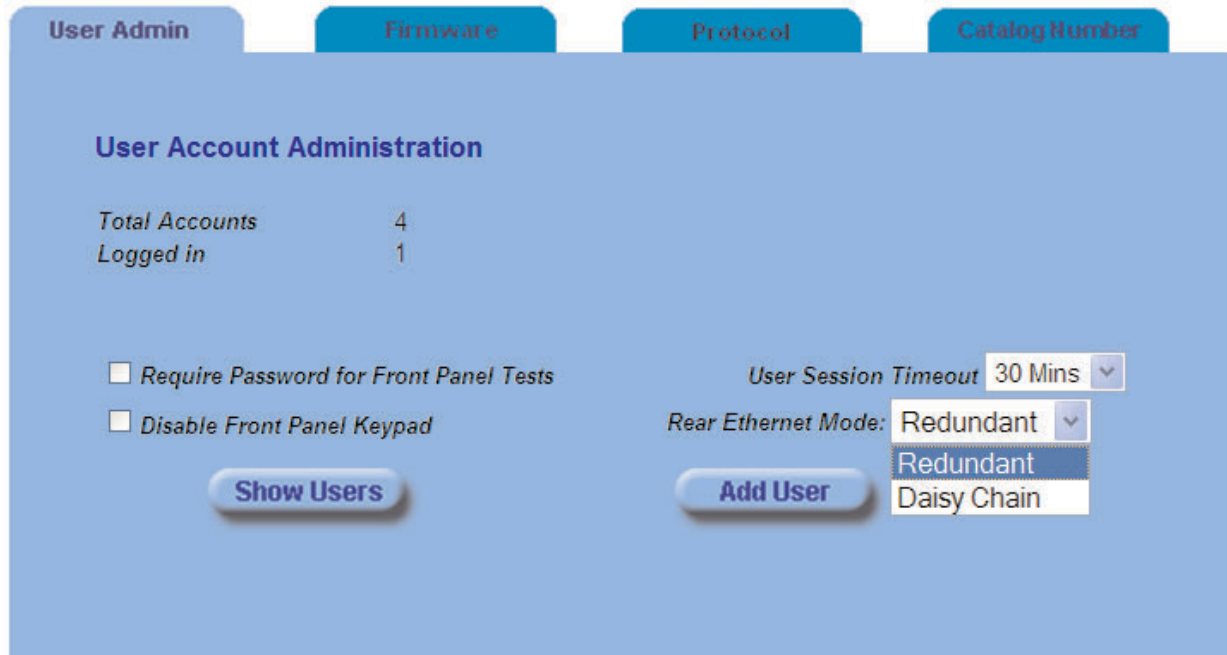 User Admin Firmware Protocol Catalog Number
User Account Administration
Total Accounts 4
Logged in 1
Require Password for Front Panel Tests User Session Timeout 30 Mins
Disable Front Panel Keypad Rear Ethernet Mode: Redundant
Redundant
Show Users Add User Daisy Chain